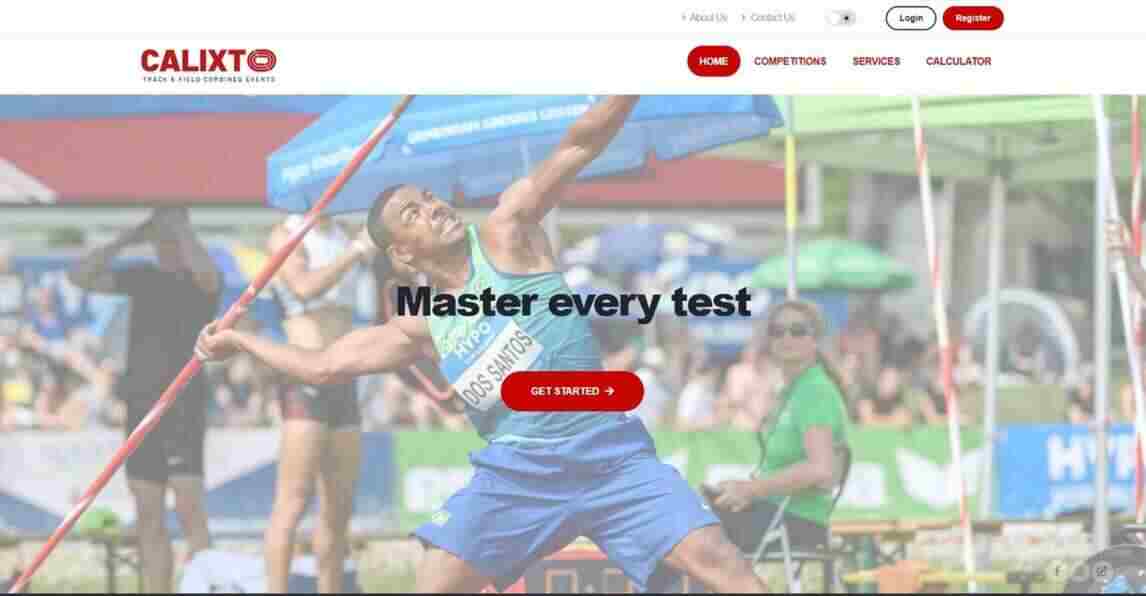 About Us
Contact Us
Login
Register
CALIXTO
TRACK & FIELD COMBINED EVENTS
HOME
COMPETITIONS
SERVICES
CALCULATOR
Master every test
HYPO
DOS SANTOS
GET STARTED